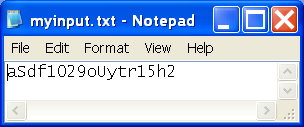 myinput.txt - Notepad
File Edit Format View Help
aSdf1029oUytr15h2